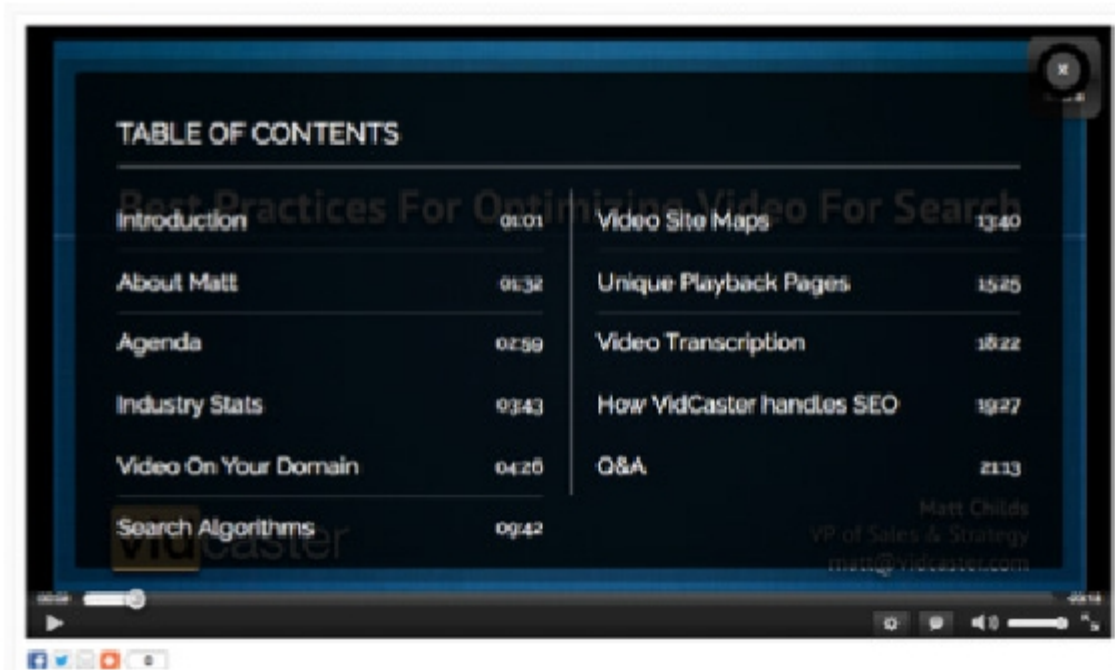 TABLE OF CONTENTS
Best Practices For Optimizing Video For Search
Introduction 01:01
About Matt 01:32
Agenda 02:59
Industry Stats 03:43
Video On Your Domain 04:26
Search Algorithms 09:42
Video Site Maps 13:40
Unique Playback Pages 15:25
Video Transcription 18:22
How VidCaster handles SEO 19:27
Q&A 21:13
vidcaster
Matt Childs
VP of Sales & Strategy
matt@vidcaster.com
0